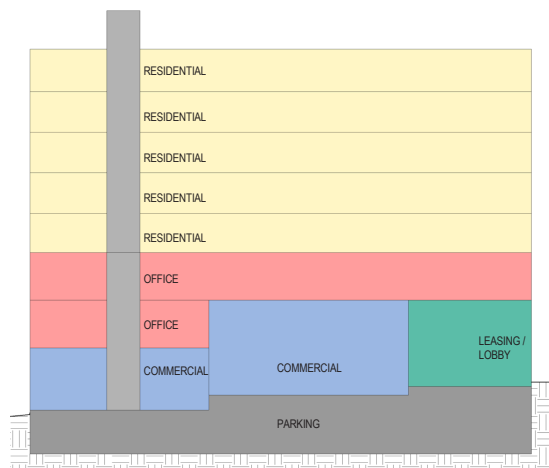 RESIDENTIAL
RESIDENTIAL
RESIDENTIAL
RESIDENTIAL
RESIDENTIAL
OFFICE
OFFICE
LEASING /
LOBBY
COMMERCIAL
COMMERCIAL
PARKING